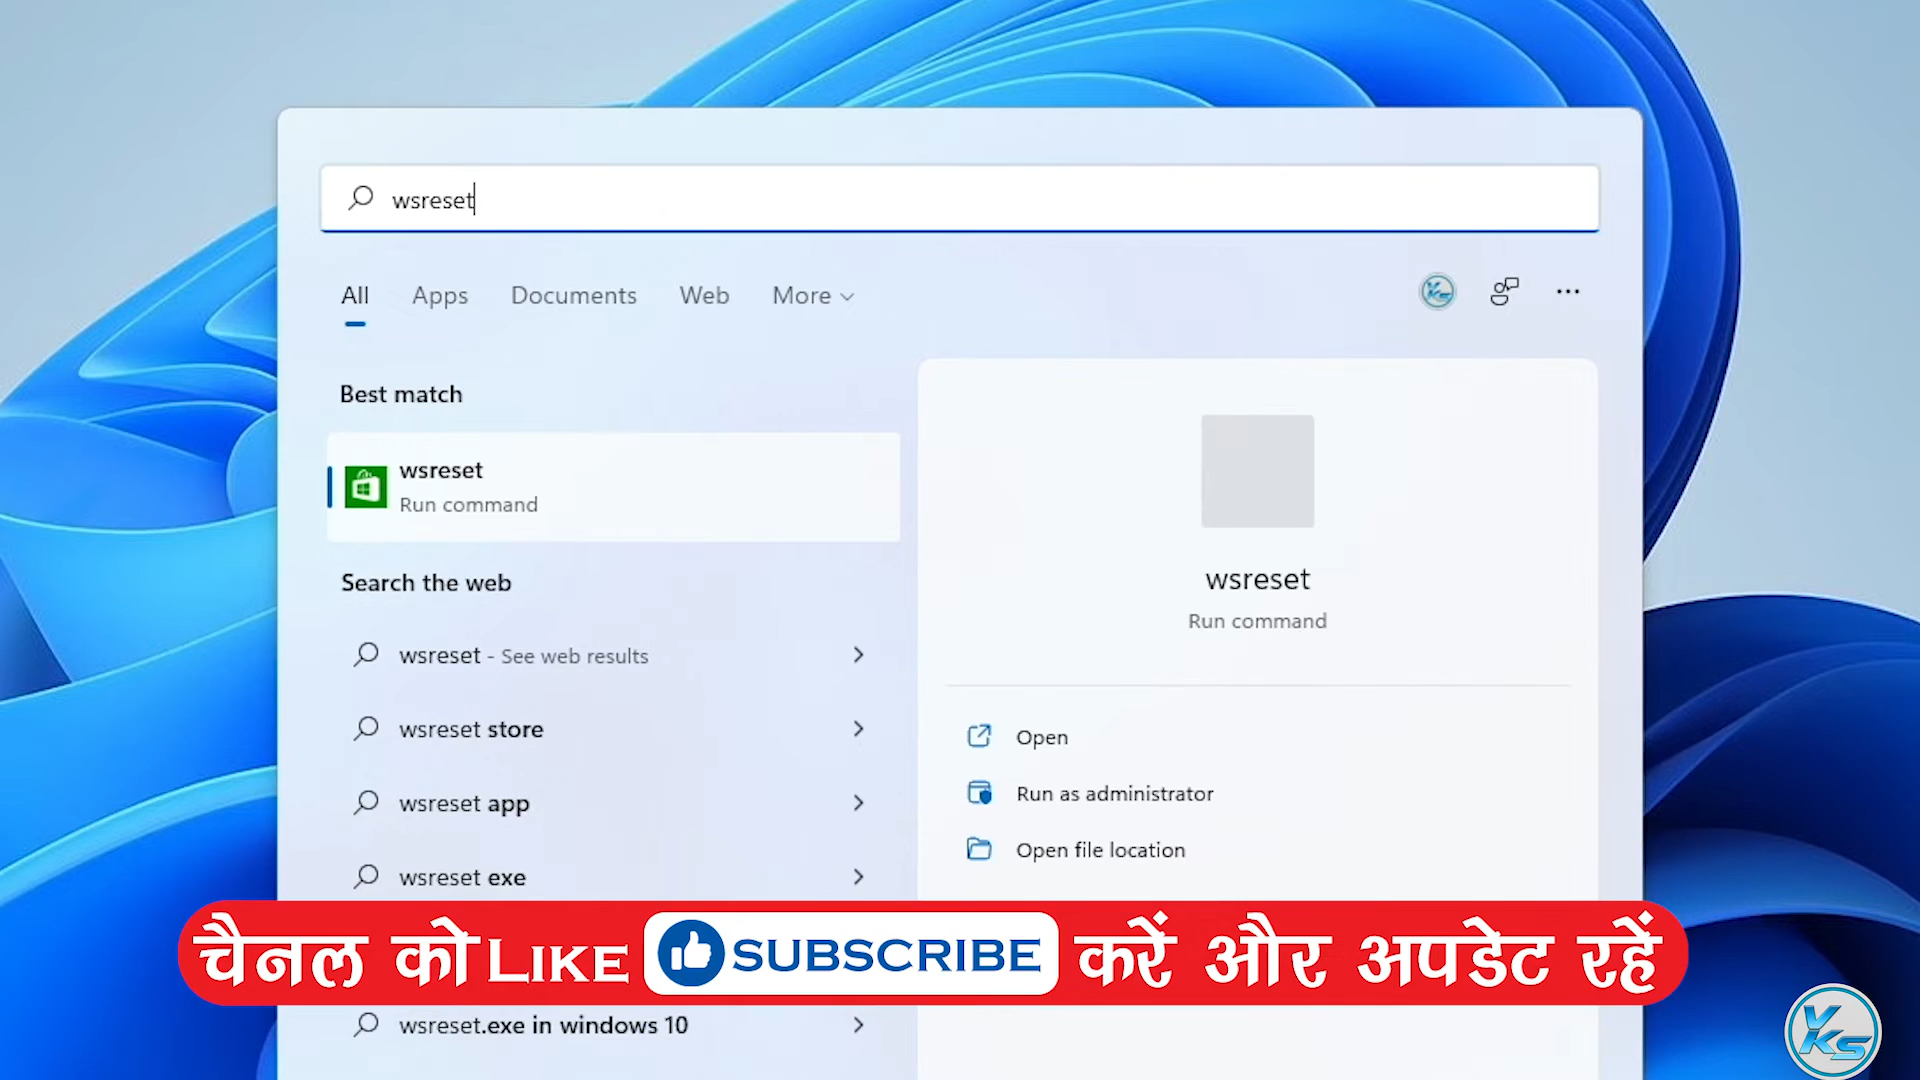 wsreset
All Apps Documents Web More
YKS
Best match
wsreset
Run command
Search the web
wsreset - See web results
wsreset store
wsreset app
wsreset exe
wsreset.exe in windows 10
wsreset
Run command
Open
Run as administrator
Open file location
चैनल को LIKE SUBSCRIBE करें और अपडेट रहें
YKS